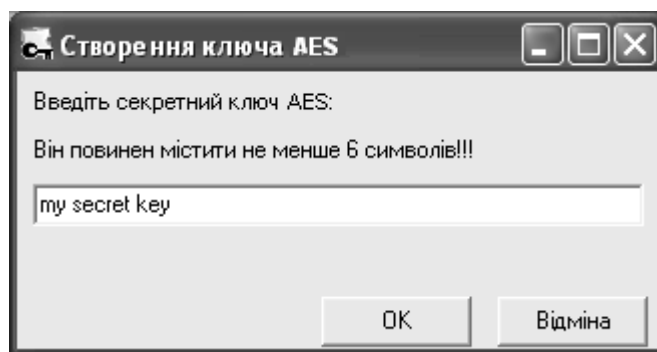 Створення ключа AES
Введіть секретний ключ AES:
Він повинен містити не менше 6 символів!!!
my secret key
OK
Відміна